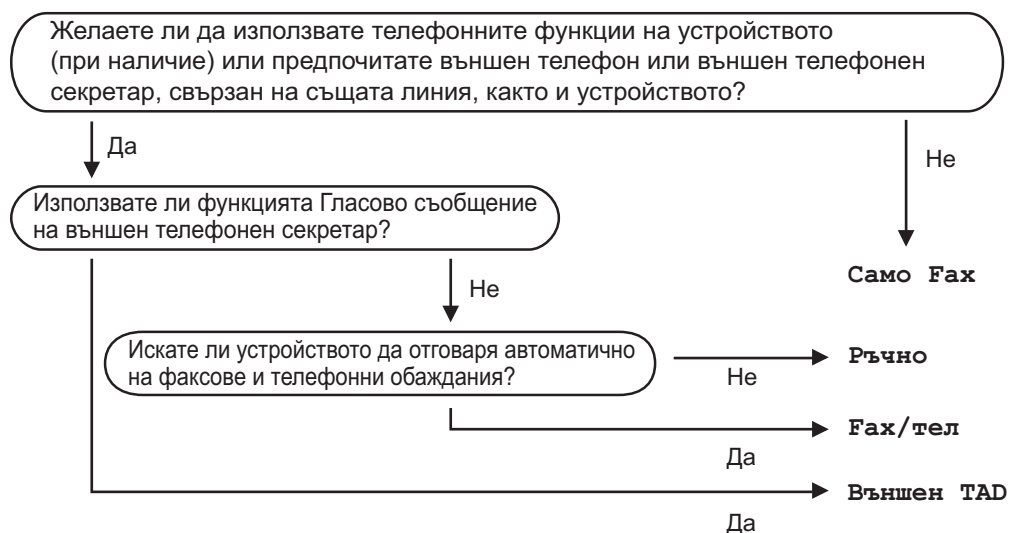 Желаете ли да използвате телефонните функции на устройството
(при наличие) или предпочитате външен телефон или външен телефонен
секретар, свързан на същата линия, както и устройството?
Да
Не
Използвате ли функцията Гласово съобщение
на външен телефонен секретар?
Само Fax
Не
Искате ли устройството да отговаря автоматично
на факсове и телефонни обаждания?
Ръчно
Не
Fax/тел
Да
Външен TAD
Да